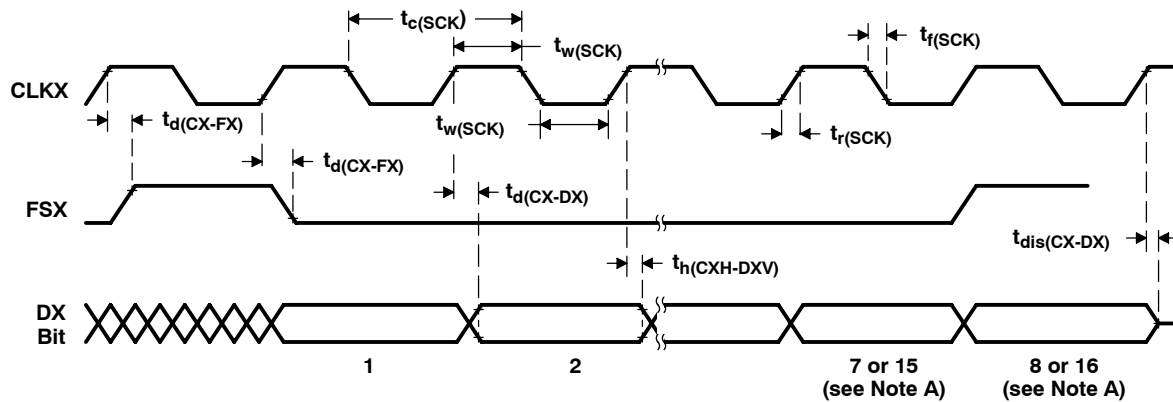 tc(SCK)
tw(SCK)
tf(SCK)
CLKX
td(CX-FX)
tw(SCK)
tr(SCK)
td(CX-FX)
td(CX-DX)
FSX
tdis(CX-DX)
th(CXH-DXV)
DX
Bit
1
2
7 or 15
(see Note A)
8 or 16
(see Note A)